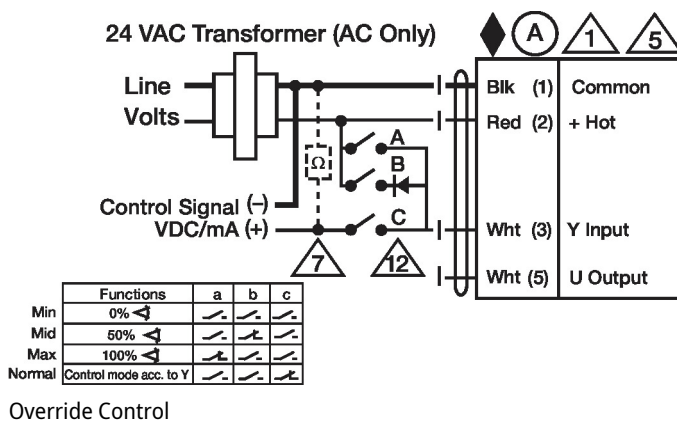 24 VAC Transformer (AC Only)
A
1
5
Line
Volts
Blk (1) Common
Red (2) + Hot
A
Ω
B
Control Signal (–)
VDC/mA (+)
C
Wht (3) Y Input
7
12
Wht (5) U Output
Functions a b c
Min 0%
Mid 50%
Max 100%
Normal Control mode acc. to Y
Override Control